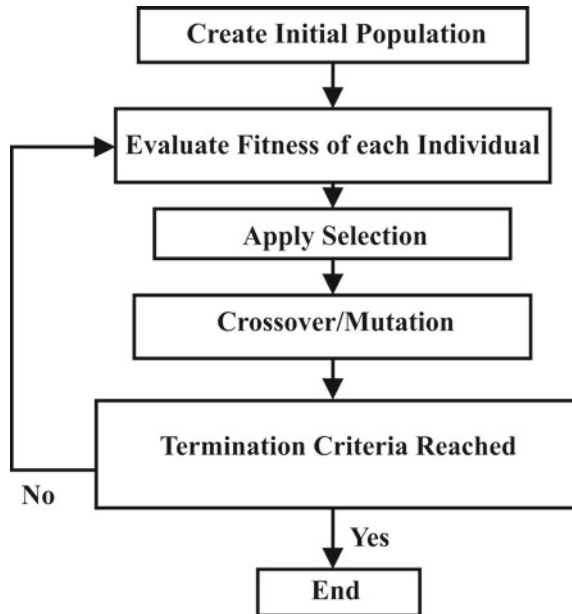 Create Initial Population
Evaluate Fitness of each Individual
Apply Selection
Crossover/Mutation
Termination Criteria Reached
No
Yes
End